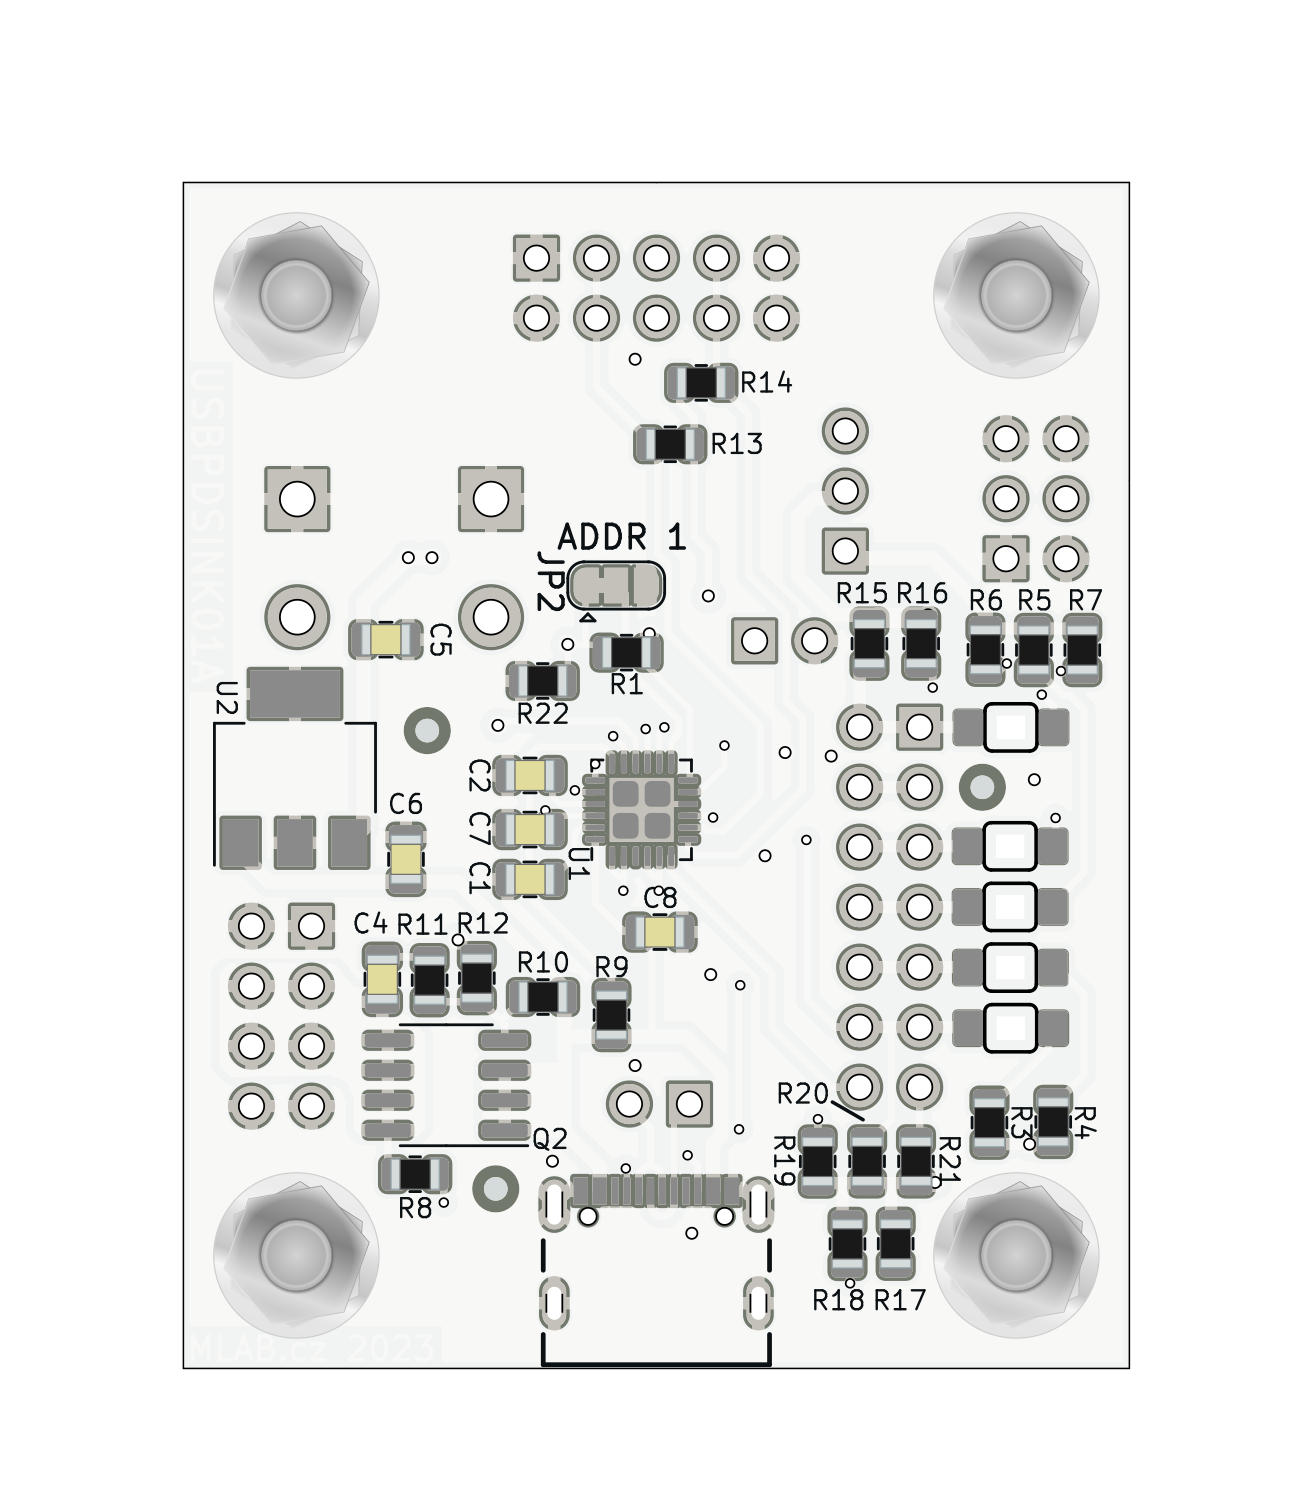 R14
R13
USBPDSINK01A
ADDR 1
JP2
R15 R16
R6 R5 R7
C5
R1
U2
R22
C2
C6
C7
U1
C1
C8
C4 R11 R12
R10 R9
R20
R3
R4
Q2
R19
R21
R8
R18 R17
MLAB.cz 2023